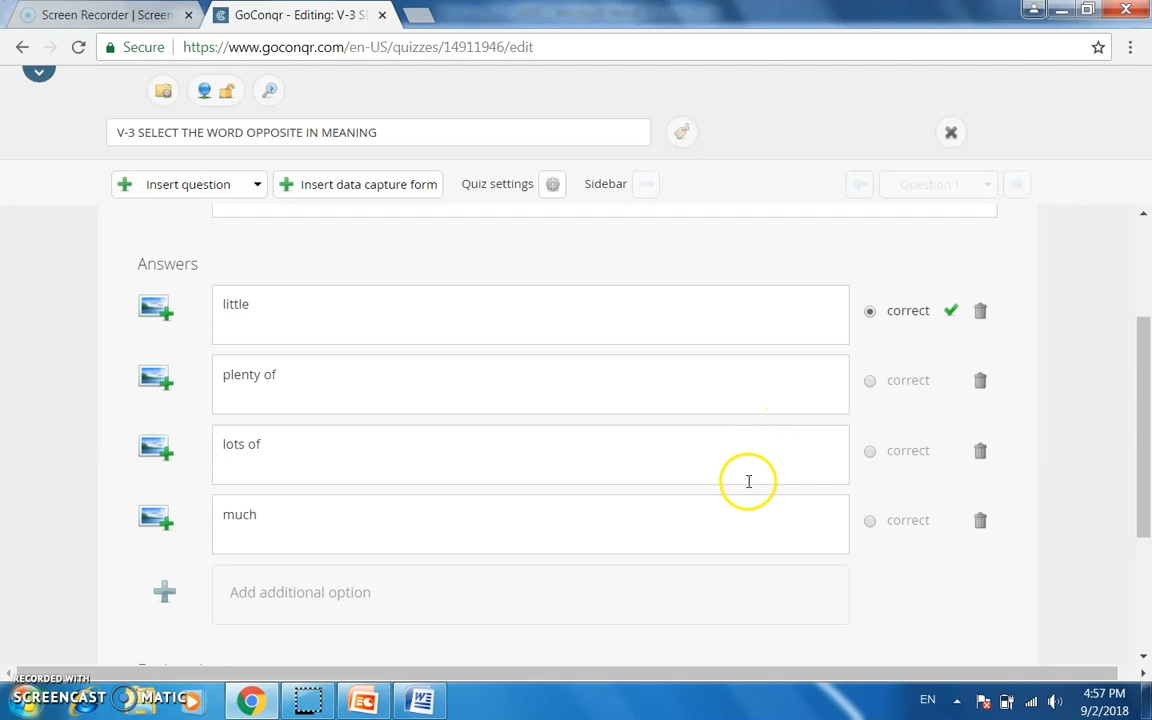 Screen Recorder | Screen
GoConqr - Editing: V-3 S
Secure
https://www.goconqr.com/en-US/quizzes/14911946/edit
V-3 SELECT THE WORD OPPOSITE IN MEANING
Insert question
Insert data capture form
Quiz settings
Sidebar
Question 1
Answers
little
correct
plenty of
correct
lots of
correct
much
correct
Add additional option
RECORDED WITH
SCREENCAST MATIC
EN
4:57 PM
9/2/2018